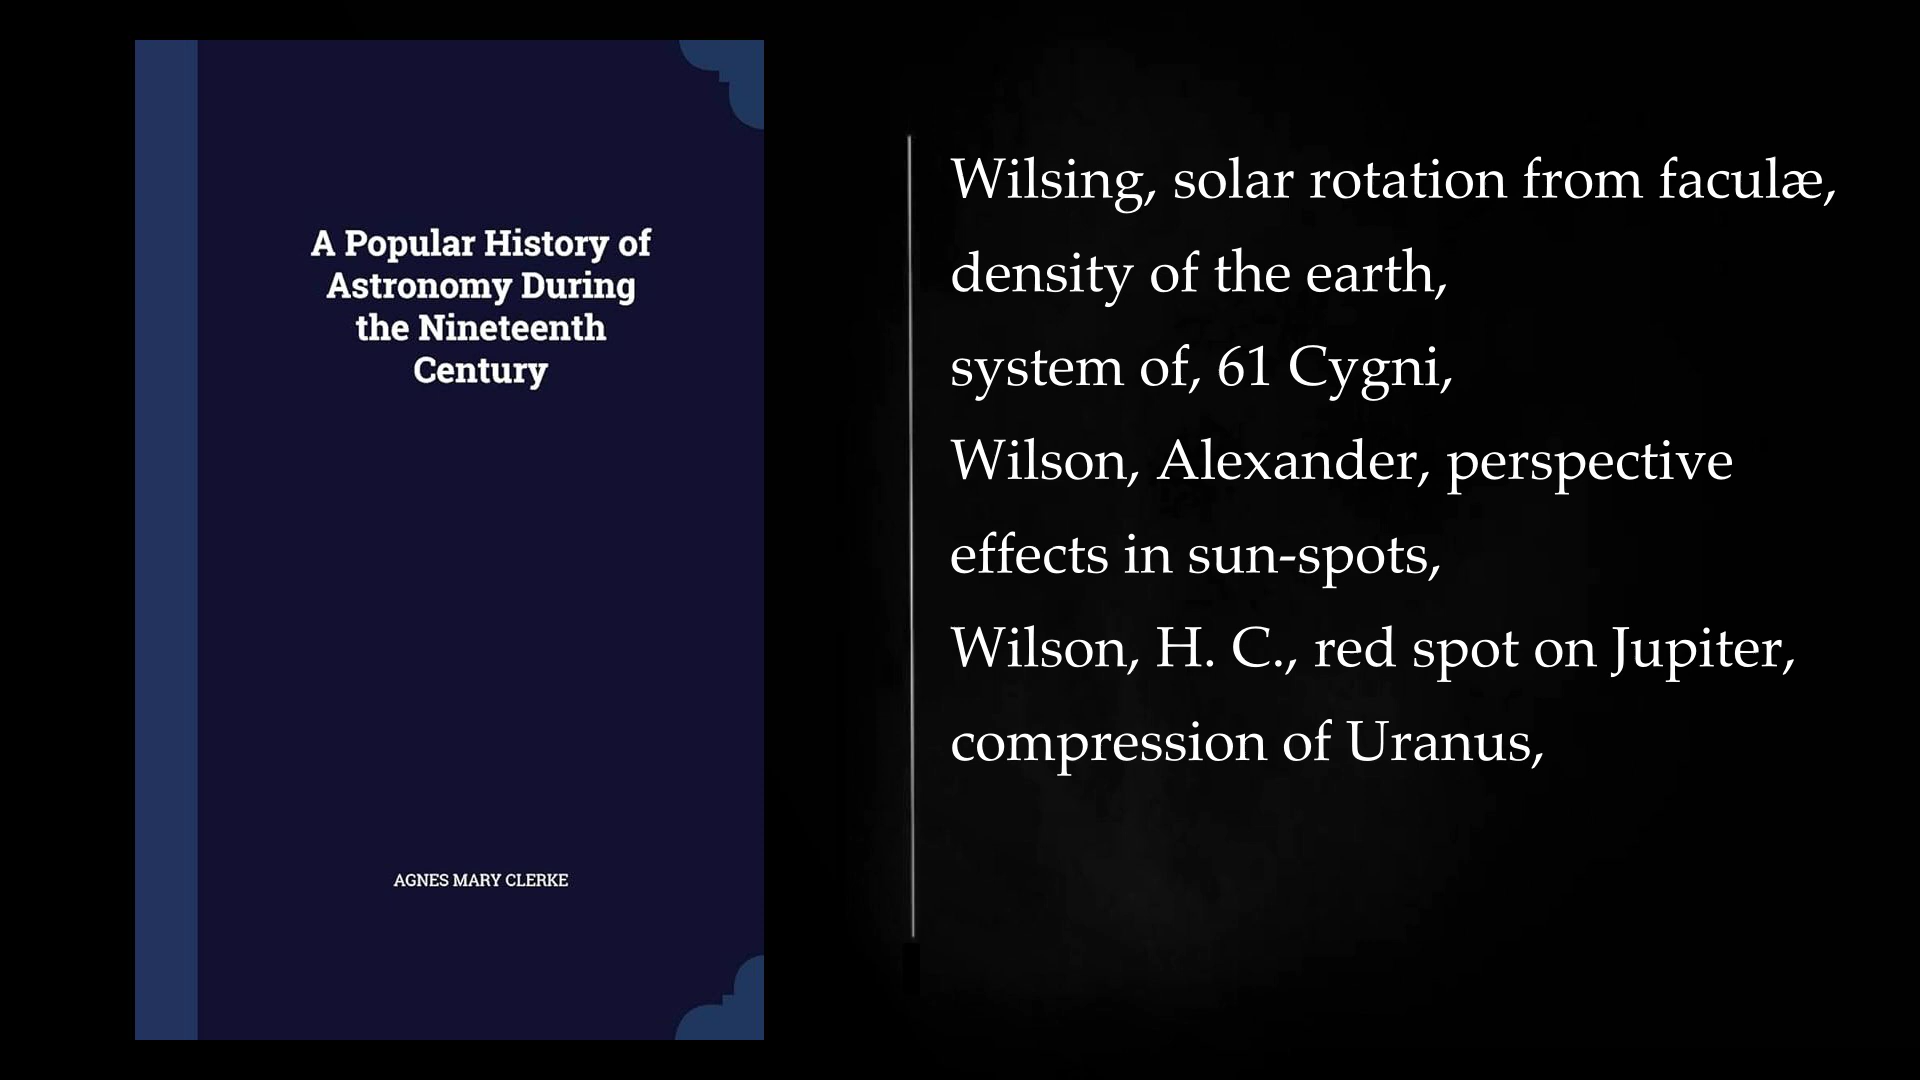 A Popular History of
Astronomy During
the Nineteenth
Century
AGNES MARY CLERKE
Wilsing, solar rotation from faculæ,
density of the earth,
system of, 61 Cygni,
Wilson, Alexander, perspective
effects in sun-spots,
Wilson, H. C., red spot on Jupiter,
compression of Uranus,